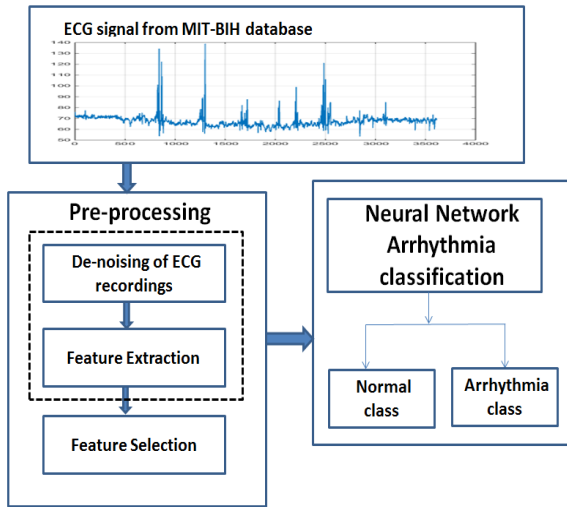 ECG signal from MIT-BIH database
140
130
120
110
100
90
80
70
60
50
0
500
1000
1500
2000
2500
3000
3500
4000
Pre-processing
De-noising of ECG
recordings
Feature Extraction
Feature Selection
Neural Network
Arrhythmia
classification
Normal
class
Arrhythmia
class